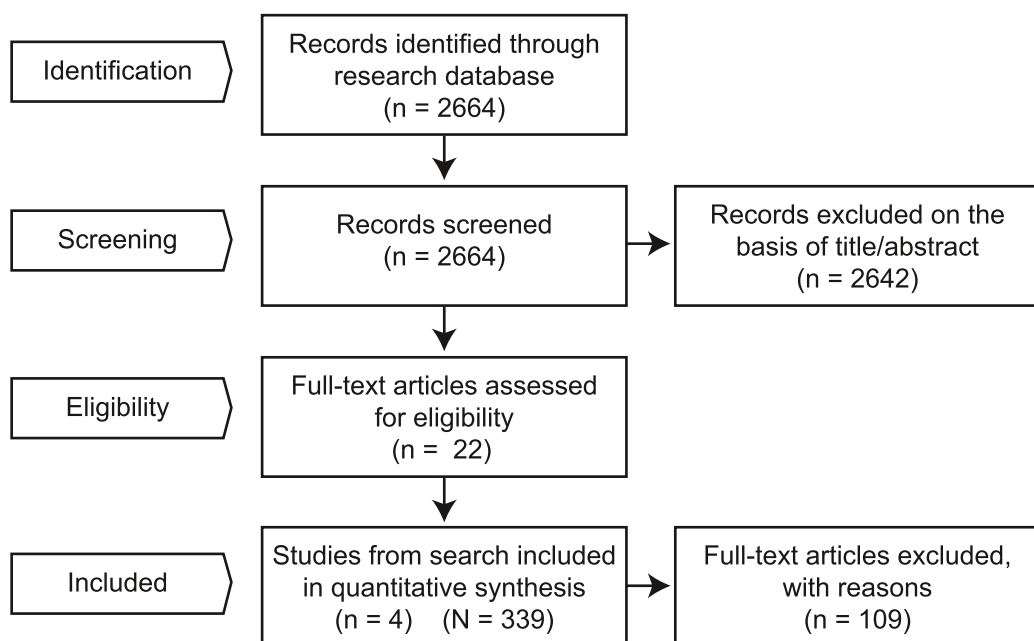 Identification
Records identified through
research database
(n = 2664)
Screening
Records screened
(n = 2664)
Records excluded on the
basis of title/abstract
(n = 2642)
Eligibility
Full-text articles assessed
for eligibility
(n = 22)
Included
Studies from search included
in quantitative synthesis
(n = 4) (N = 339)
Full-text articles excluded,
with reasons
(n = 109)